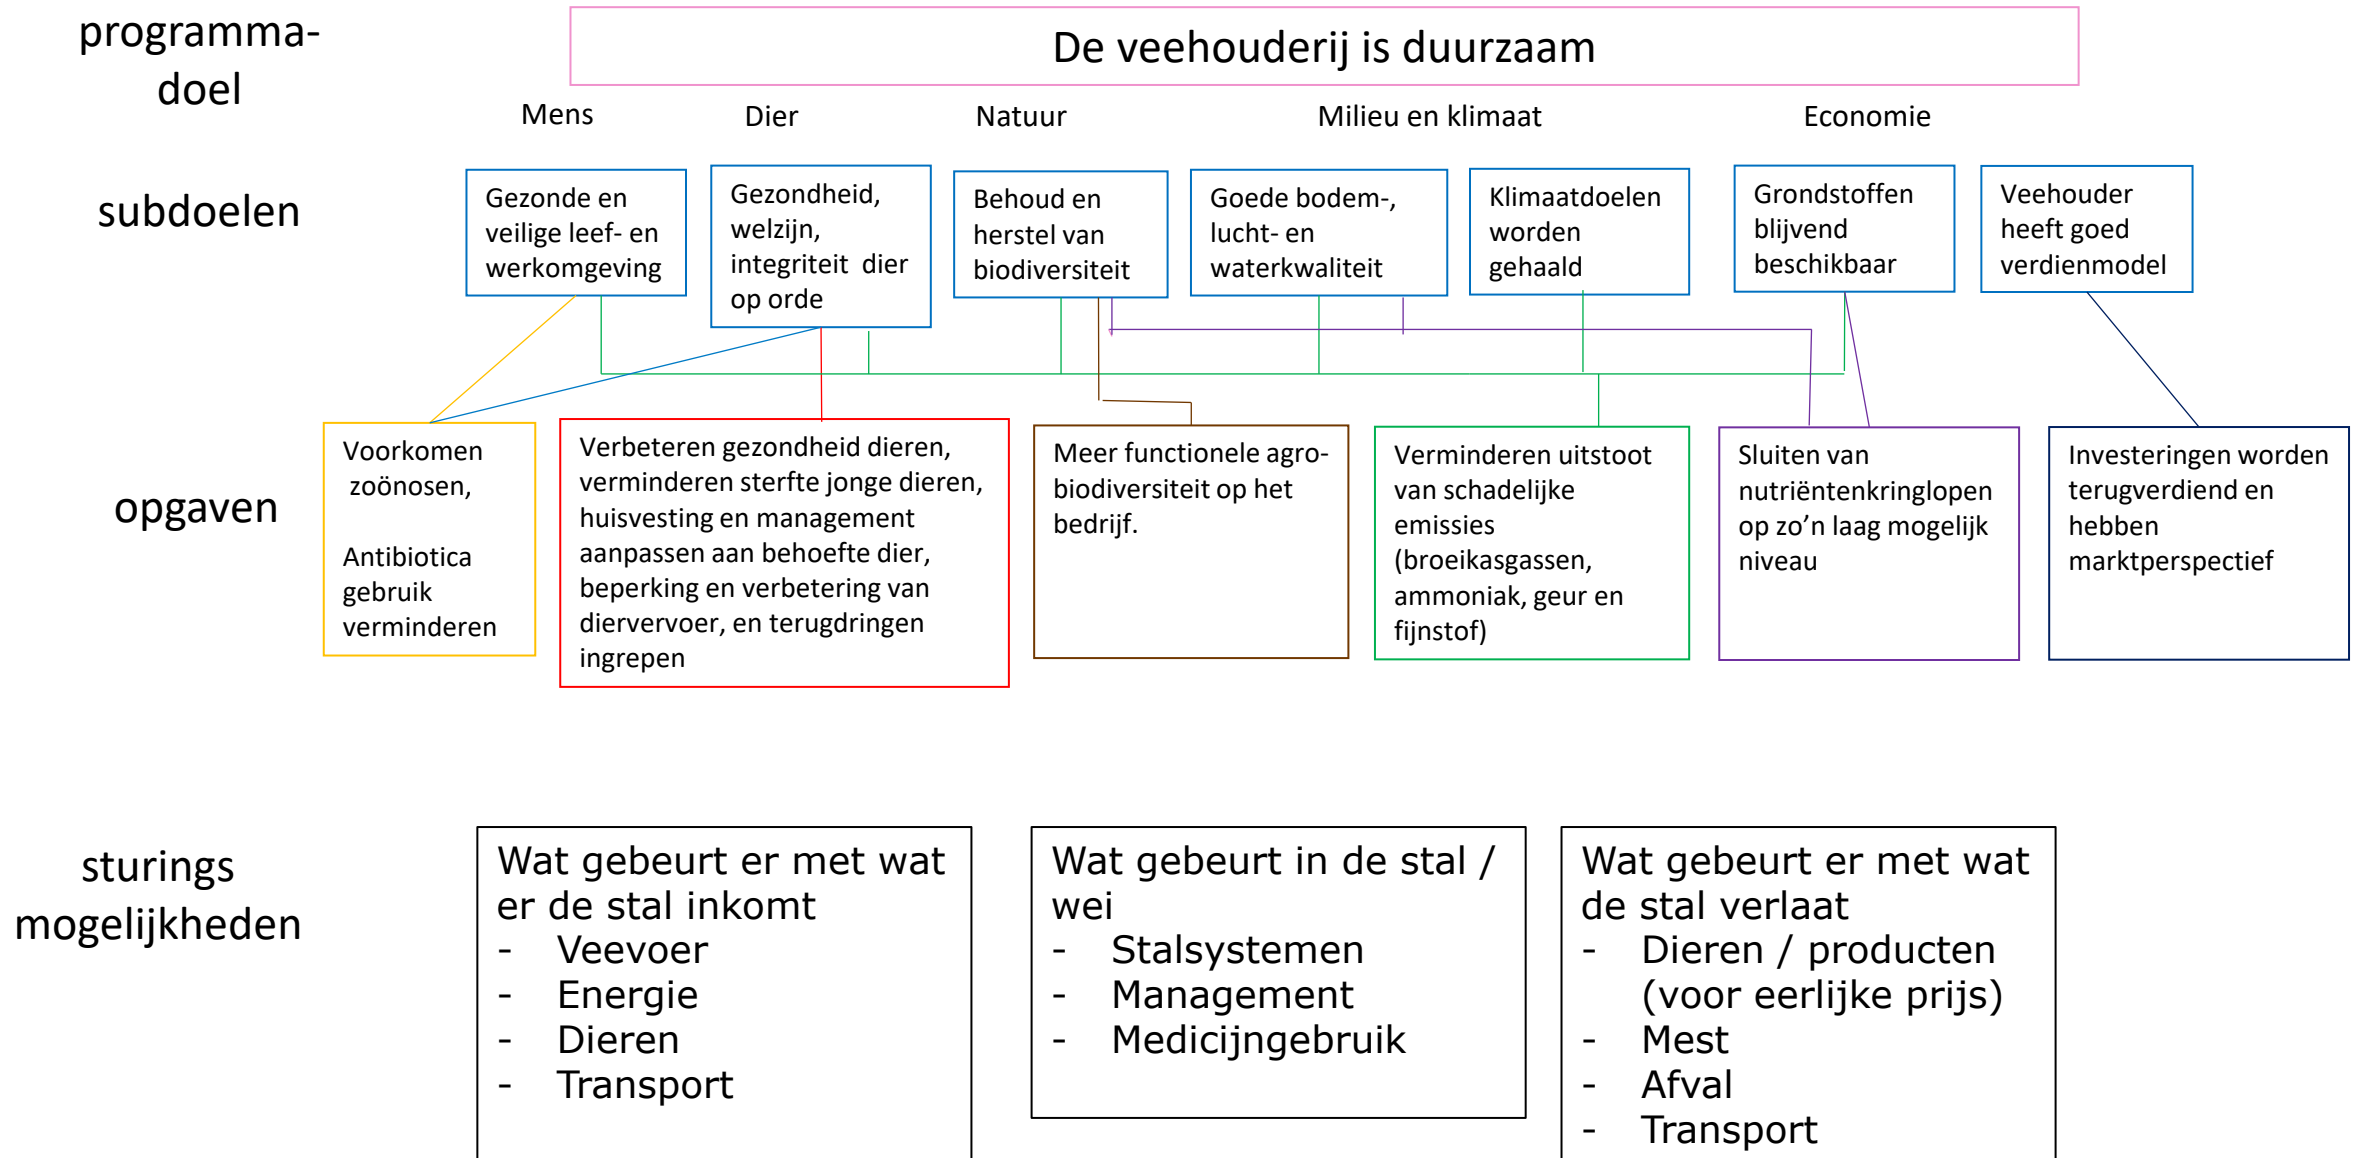 programma-
doel
De veehouderij is duurzaam
Mens
Dier
Natuur
Milieu en klimaat
Economie
subdoelen
Gezonde en
veilige leef- en
werkomgeving
Gezondheid,
welzijn,
integriteit dier
op orde
Behoud en
herstel van
biodiversiteit
Goede bodem-,
lucht- en
waterkwaliteit
Klimaatdoelen
worden
gehaald
Grondstoffen
blijvend
beschikbaar
Veehouder
heeft goed
verdienmodel
opgaven
Voorkomen
zoönosen,
Antibiotica
gebruik
verminderen
Verbeteren gezondheid dieren,
verminderen sterfte jonge dieren,
huisvesting en management
aanpassen aan behoefte dier,
beperking en verbetering van
diervervoer, en terugdringen
ingrepen
Meer functionele agro-
biodiversiteit op het
bedrijf.
Verminderen uitstoot
van schadelijke
emissies
(broeikasgassen,
ammoniak, geur en
fijnstof)
Sluiten van
nutriëntenkringlopen
op zo’n laag mogelijk
niveau
Investeringen worden
terugverdiend en
hebben
marktperspectief
sturings
mogelijkheden
Wat gebeurt er met wat
er de stal inkomt
- Veevoer
- Energie
- Dieren
- Transport
Wat gebeurt in de stal /
wei
- Stalsystemen
- Management
- Medicijngebruik
Wat gebeurt er met wat
de stal verlaat
- Dieren / producten
(voor eerlijke prijs)
- Mest
- Afval
- Transport